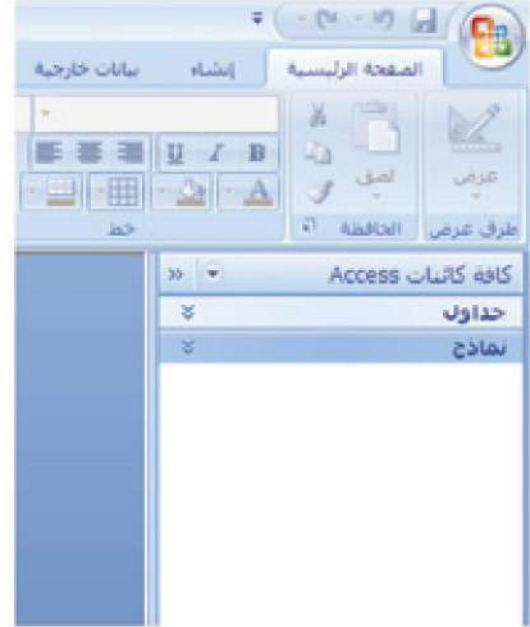 الصفحة الرئيسية إنشاء بيانات خارجية
عرض لصق
U I B
A
طرق عرض الحافظة خط
كافة كائنات Access
جداول
نماذج